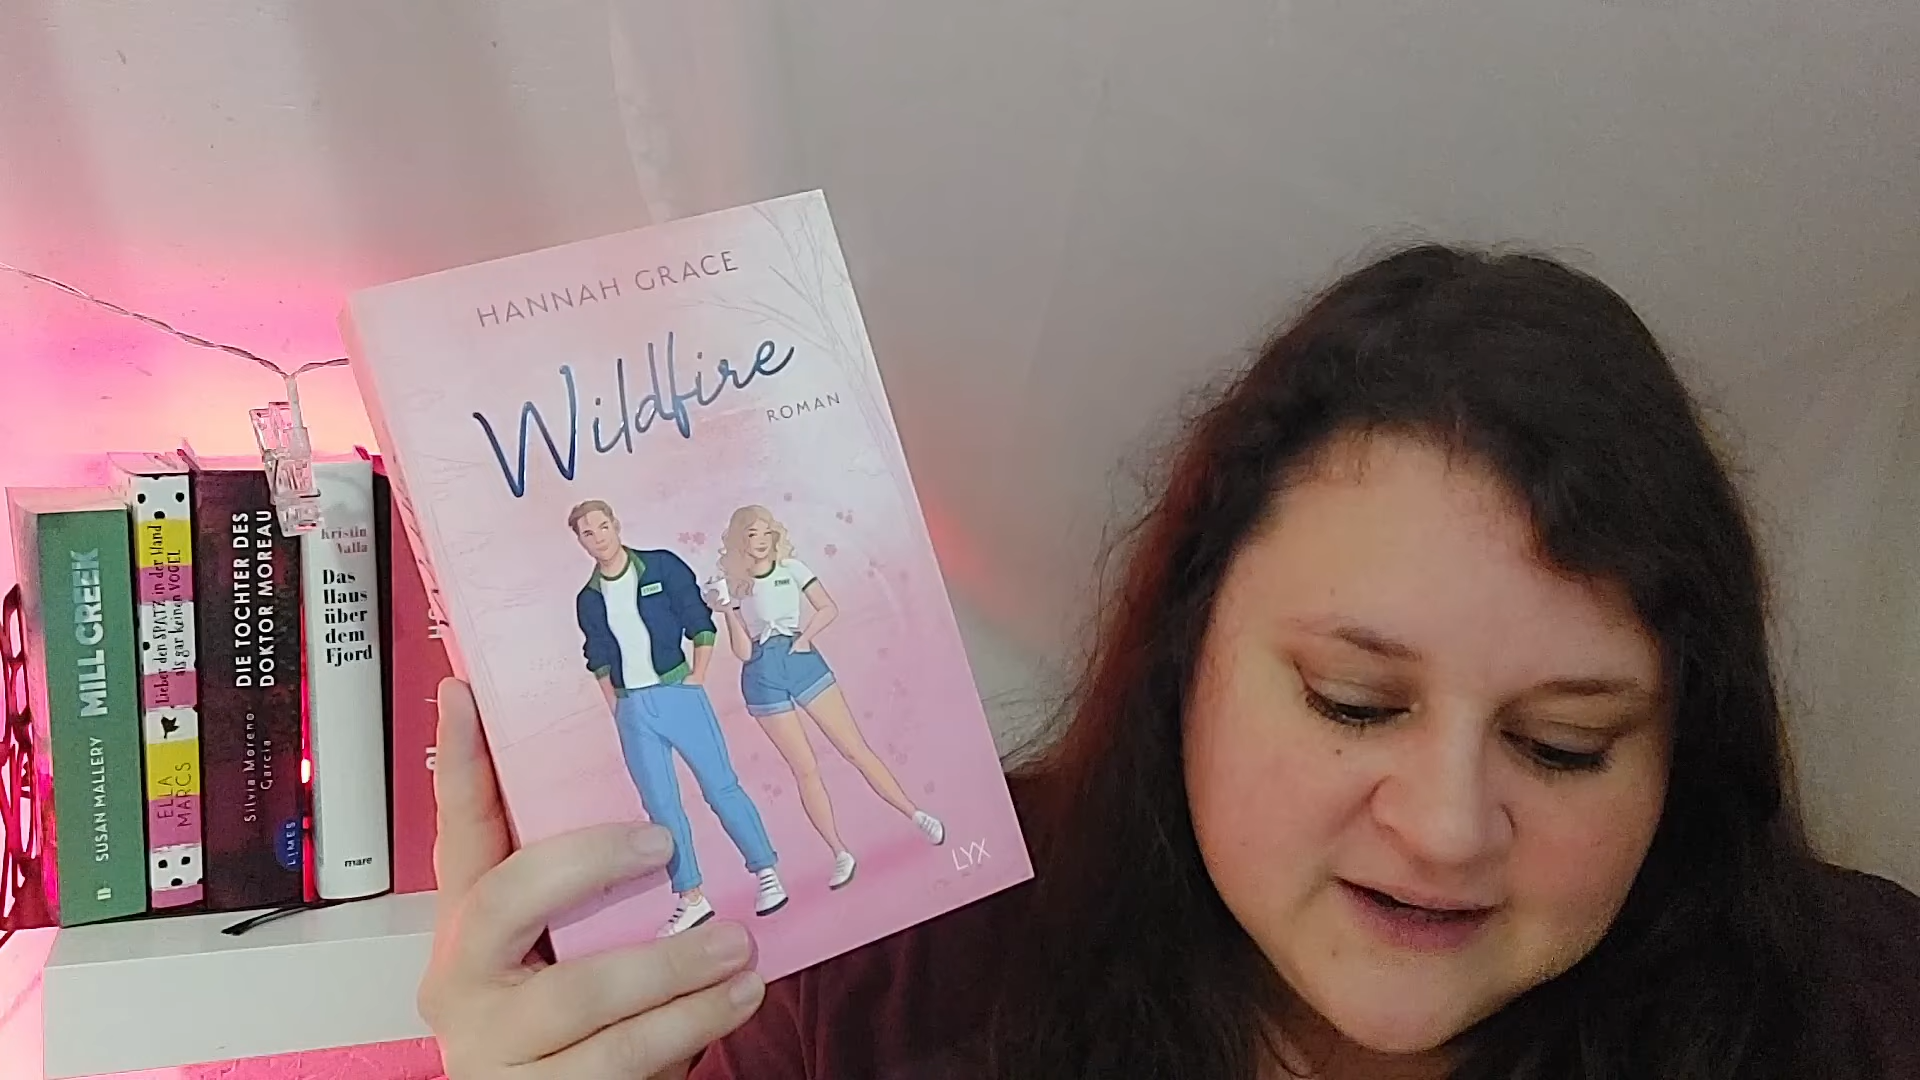 HANNAH GRACE
Wildfire
ROMAN
LYX
SUSAN MALLERY
MILL CREEK
ELLA
MARCS
Lieber den SPATZ in der Hand
als gar keinen VOGEL
Silvia Moreno
Garcia
DIE TOCHTER DES
DOKTOR MOREAU
LIMES
Kristin
Valla
Das
Haus
über
dem
Fjord
mare